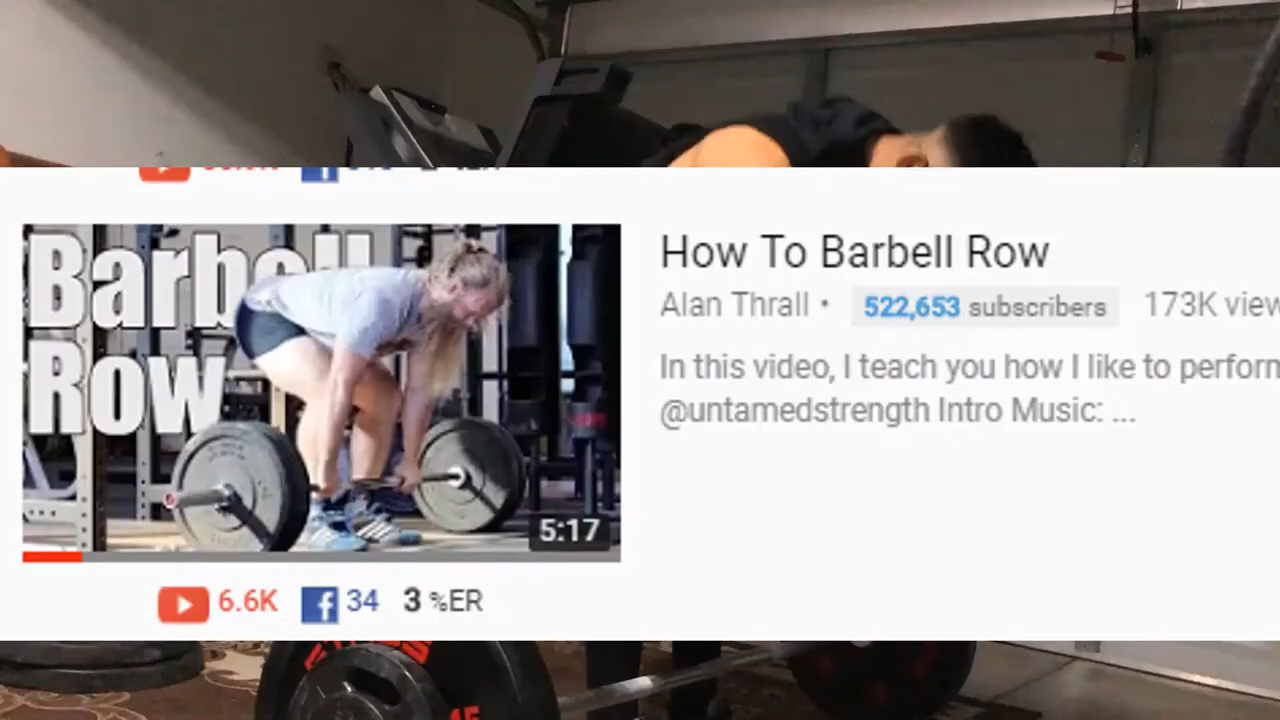 Barbell
Row
5:17
How To Barbell Row
Alan Thrall • 522,653 subscribers 173K view
In this video, I teach you how I like to perform
@untamedstrength Intro Music: ...
6.6K 34 3 %ER